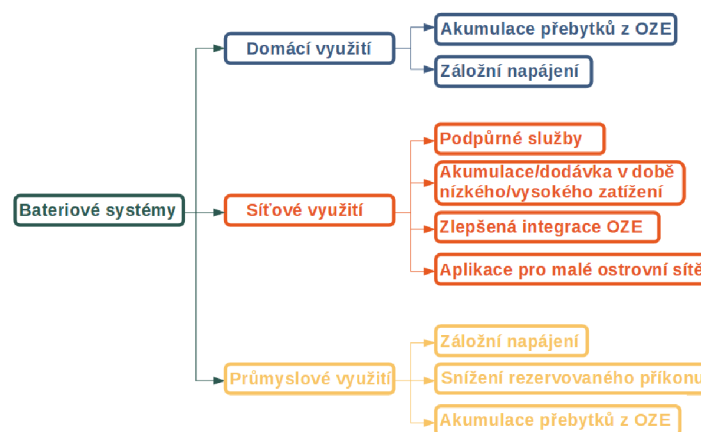 Akumulace přebytků z OZE
Domácí využití
Záložní napájení
Podpůrné služby
Akumulace/dodávka v době
nízkého/vysokého zatížení
Bateriové systémy
Síťové využití
Zlepšená integrace OZE
Aplikace pro malé ostrovní sítě
Záložní napájení
Průmyslové využití
Snížení rezervovaného příkonu
Akumulace přebytků z OZE